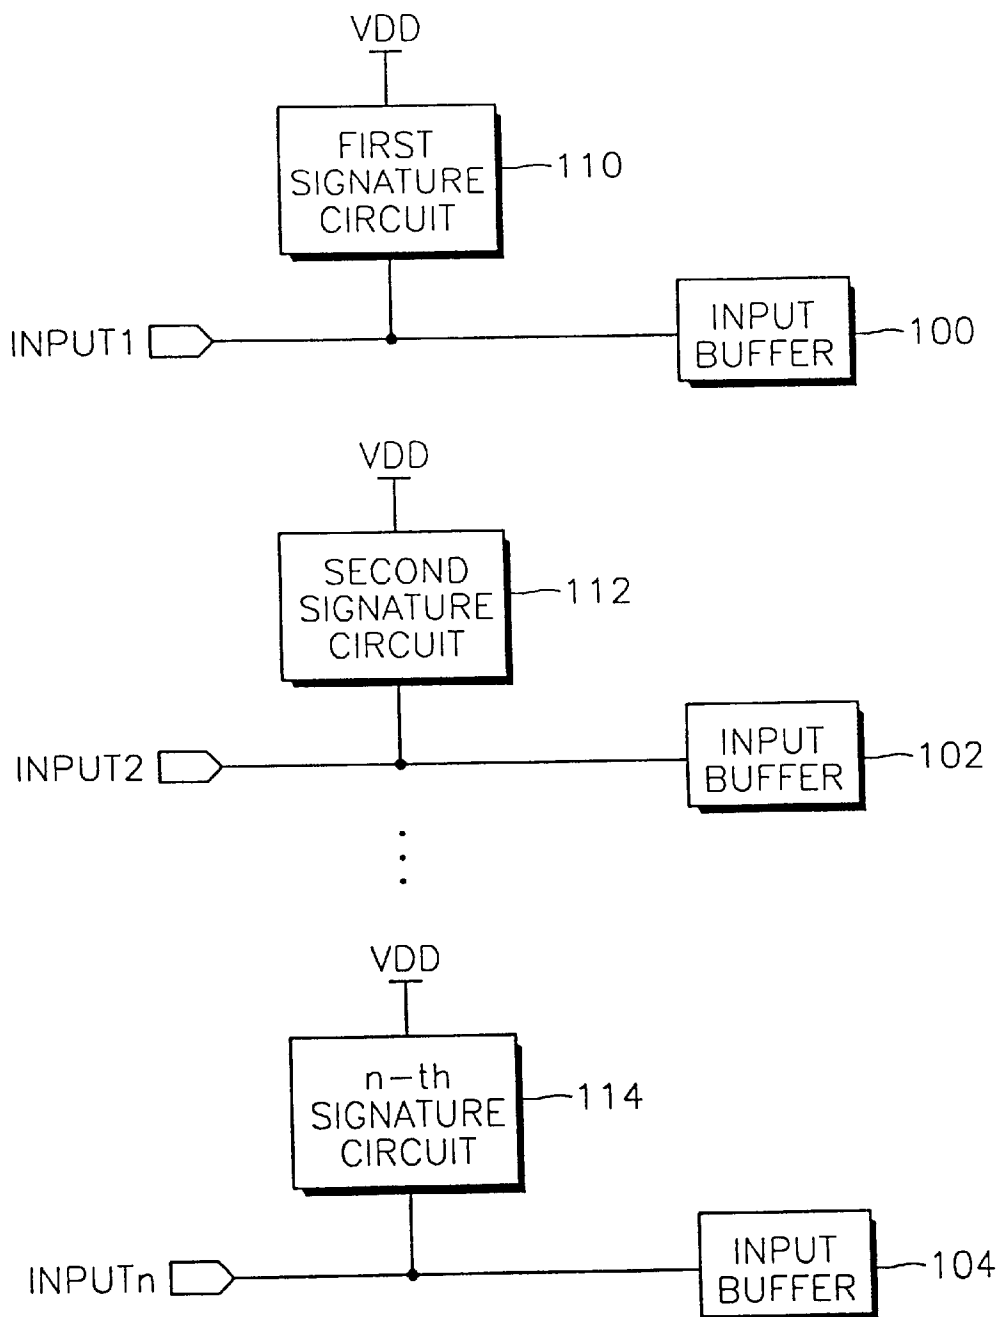 VDD
FIRST
SIGNATURE
CIRCUIT
110
INPUT1
INPUT
BUFFER
100
VDD
SECOND
SIGNATURE
CIRCUIT
112
INPUT2
INPUT
BUFFER
102
VDD
n-th
SIGNATURE
CIRCUIT
114
INPUTn
INPUT
BUFFER
104